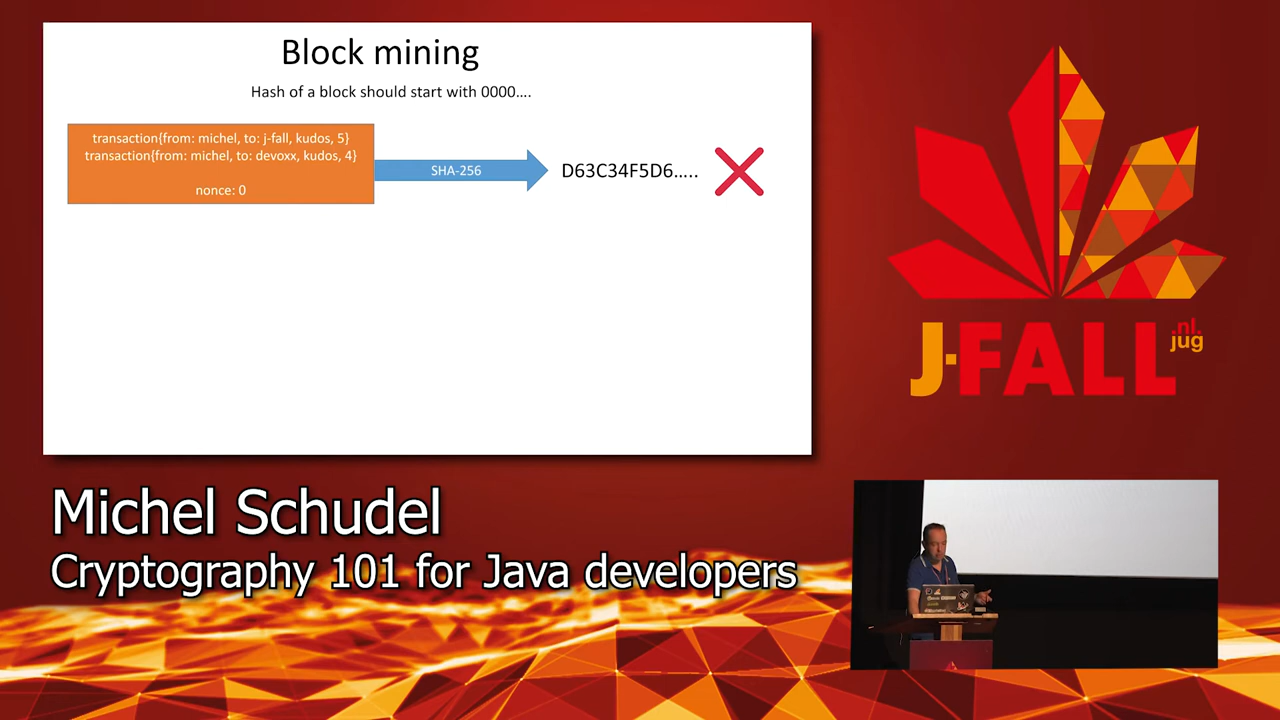 Block mining
Hash of a block should start with 0000....
transaction{from: michel, to: j-fall, kudos, 5}
transaction{from: michel, to: devoxx, kudos, 4}
nonce: 0
SHA-256
D63C34F5D6.....
J-FALL
.nl.
jug
Michel Schudel
Cryptography 101 for Java developers